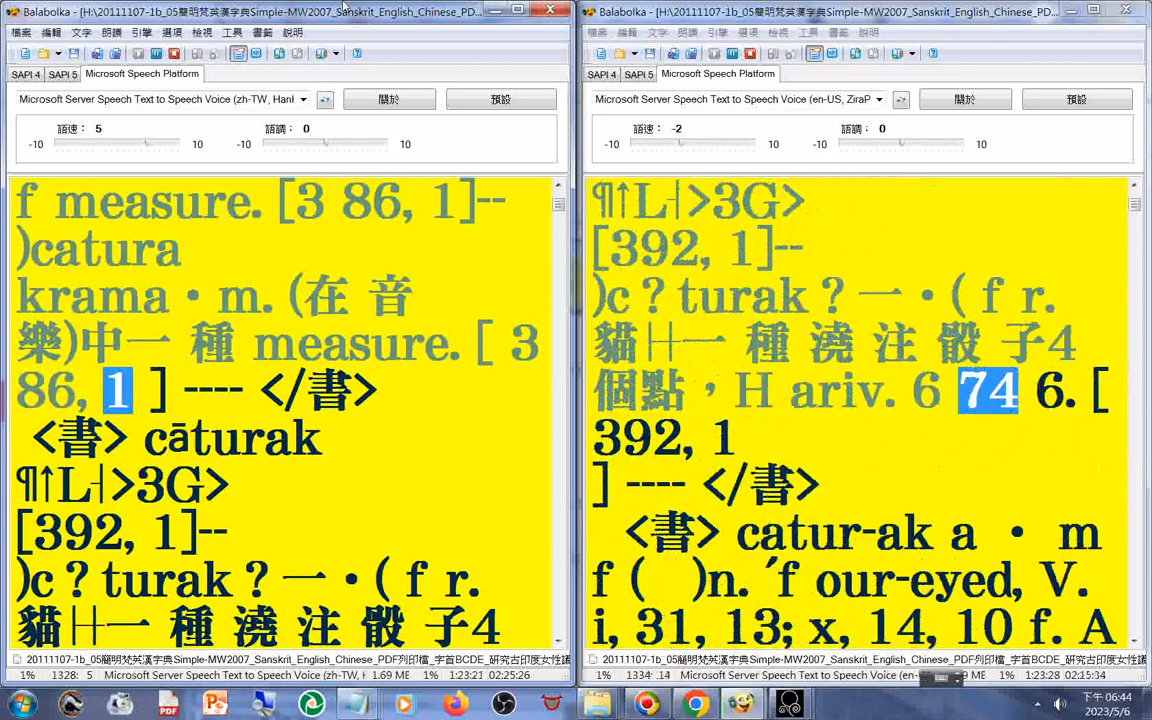 Balabolka - [H:\20111107-1b_05簡明梵英漢字典Simple-MW2007_Sanskrit_English_Chinese_PD...
檔案 編輯 文字 朗讀 引擎 選項 檢視 工具 書籤 說明
SAPI 4 SAPI 5 Microsoft Speech Platform
Microsoft Server Speech Text to Speech Voice (zh-TW, Hanl
關於 預設
語速： 5 語調： 0
-10 10 -10 10
f measure. [3 86, 1]--
)catura
krama・m. (在 音
樂)中一 種 measure. [ 3
86, 1 ] ---- </書>
<書> cāturak
¶↑L┤>3G>
[392, 1]--
)c？turak？一・( f r.
貓├┼一 種 澆 注 骰 子4
20111107-1b_05簡明梵英漢字典Simple-MW2007_Sanskrit_English_Chinese_PDF列印檔_字首BCDE_研究古印度女性議
1% 1328: 5 Microsoft Server Speech Text to Speech Voice (zh-TW, 1.69 ME 1% 1:23:21 02:25:26
Balabolka - [H:\20111107-1b_05簡明梵英漢字典Simple-MW2007_Sanskrit_English_Chinese_PD...
檔案 編輯 文字 朗讀 引擎 選項 檢視 工具 書籤 說明
SAPI 4 SAPI 5 Microsoft Speech Platform
Microsoft Server Speech Text to Speech Voice (en-US, ZiraP
關於 預設
語速： -2 語調： 0
-10 10 -10 10
¶↑L┤>3G>
[392, 1]--
)c？turak？一・( f r.
貓├┼一 種 澆 注 骰 子4
個點，H ariv. 6 74 6. [
392, 1
] ---- </書>
<書> catur-ak a ・ m
f ( )n. ′f our-eyed, V.
i, 31, 13; x, 14, 10 f. A
20111107-1b_05簡明梵英漢字典Simple-MW2007_Sanskrit_English_Chinese_PDF列印檔_字首BCDE_研究古印度女性議
1% 1334: 14 Microsoft Server Speech Text to Speech Voice ME 1% 1:23:28 02:15:34
PDF
下午 06:44
2023/5/6